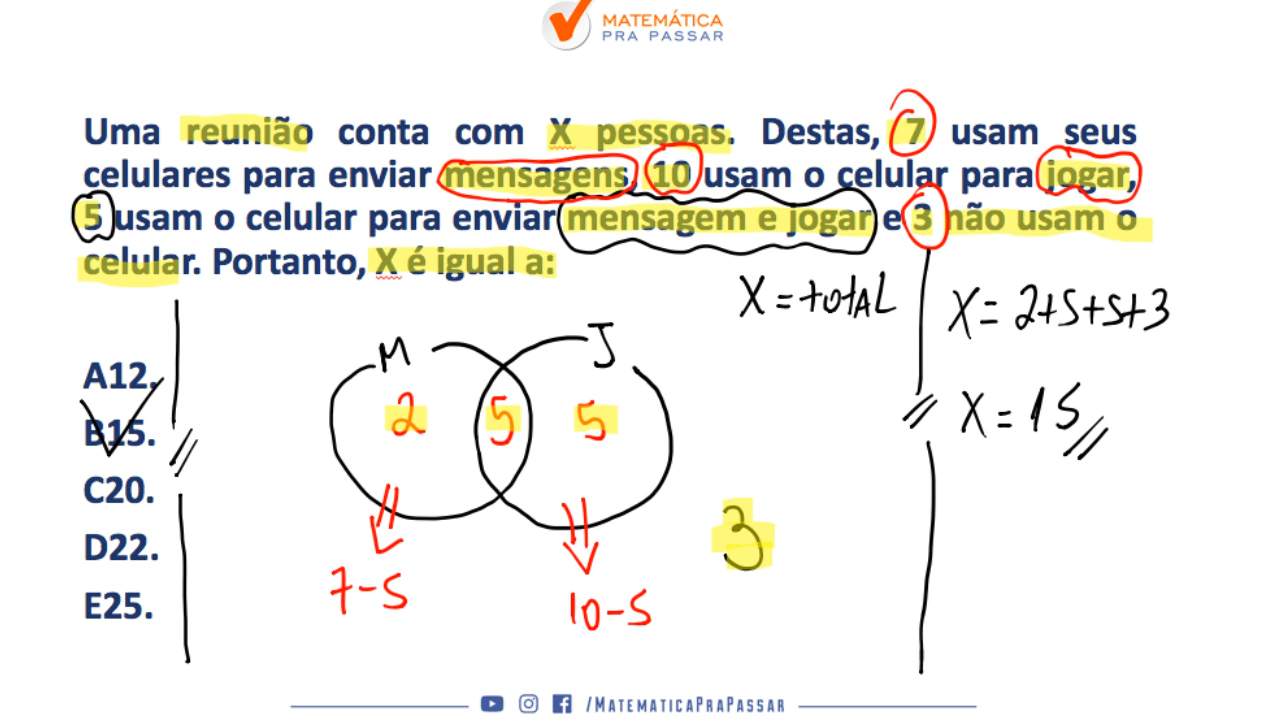 MATEMÁTICA
PRA PASSAR
Uma reunião conta com X pessoas. Destas, 7 usam seus
celulares para enviar mensagens, 10 usam o celular para jogar,
5 usam o celular para enviar mensagem e jogar e 3 não usam o
celular. Portanto, X é igual a:
X = TOTAL
X = 2+5+5+3
X = 15
A12.
B15.
C20.
D22.
E25.
M
J
2 5 5
3
7-5
10-5
/MatematicaPraPassar